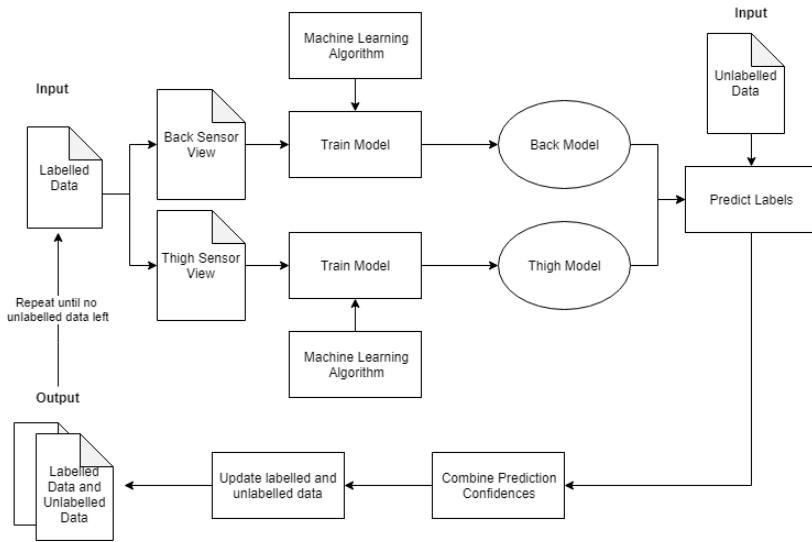 Input
Machine Learning
Algorithm
Input
Unlabelled
Data
Labelled
Data
Back Sensor
View
Train Model
Back Model
Predict Labels
Thigh Sensor
View
Train Model
Thigh Model
Machine Learning
Algorithm
Repeat until no
unlabelled data left
Output
Labelled
Data and
Unlabelled
Data
Update labelled and
unlabelled data
Combine Prediction
Confidences